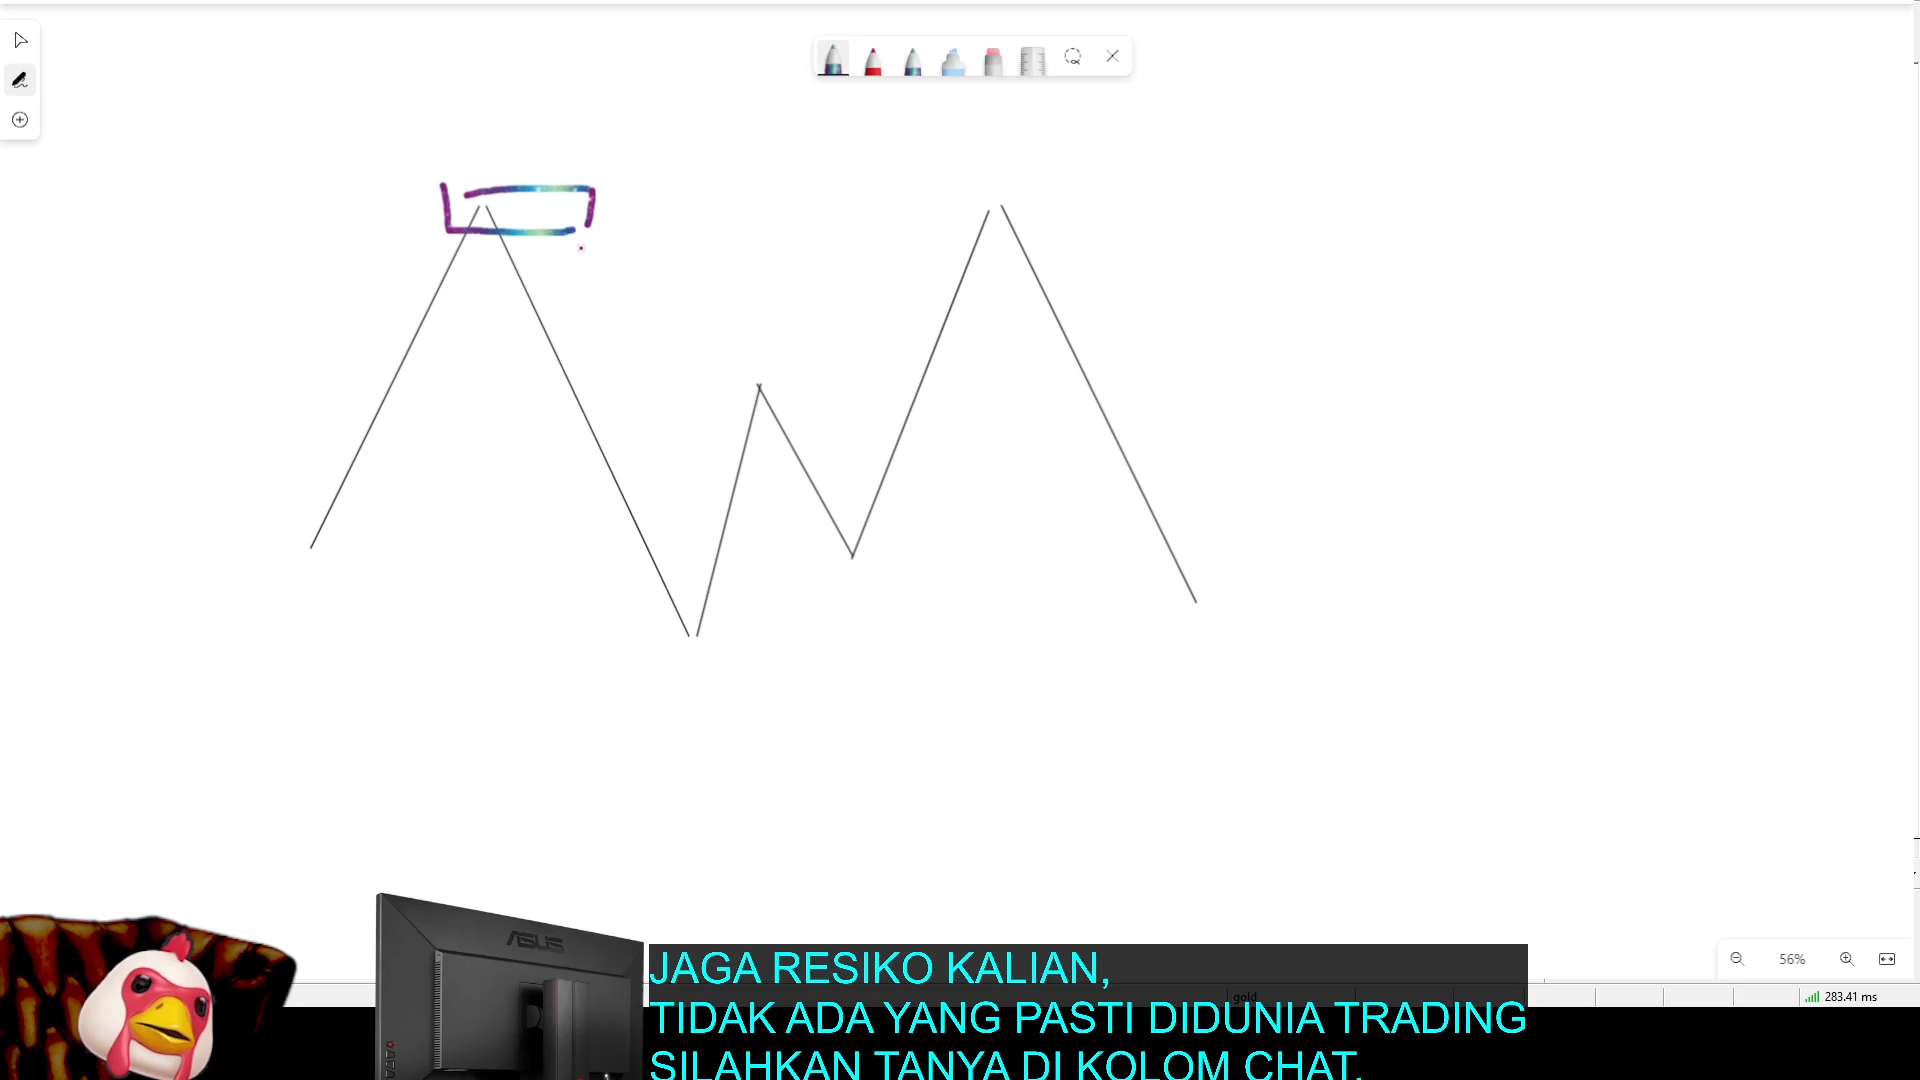 56%
gold
283.41 ms
ASUS
JAGA RESIKO KALIAN,
TIDAK ADA YANG PASTI DIDUNIA TRADING
SILAHKAN TANYA DI KOLOM CHAT.